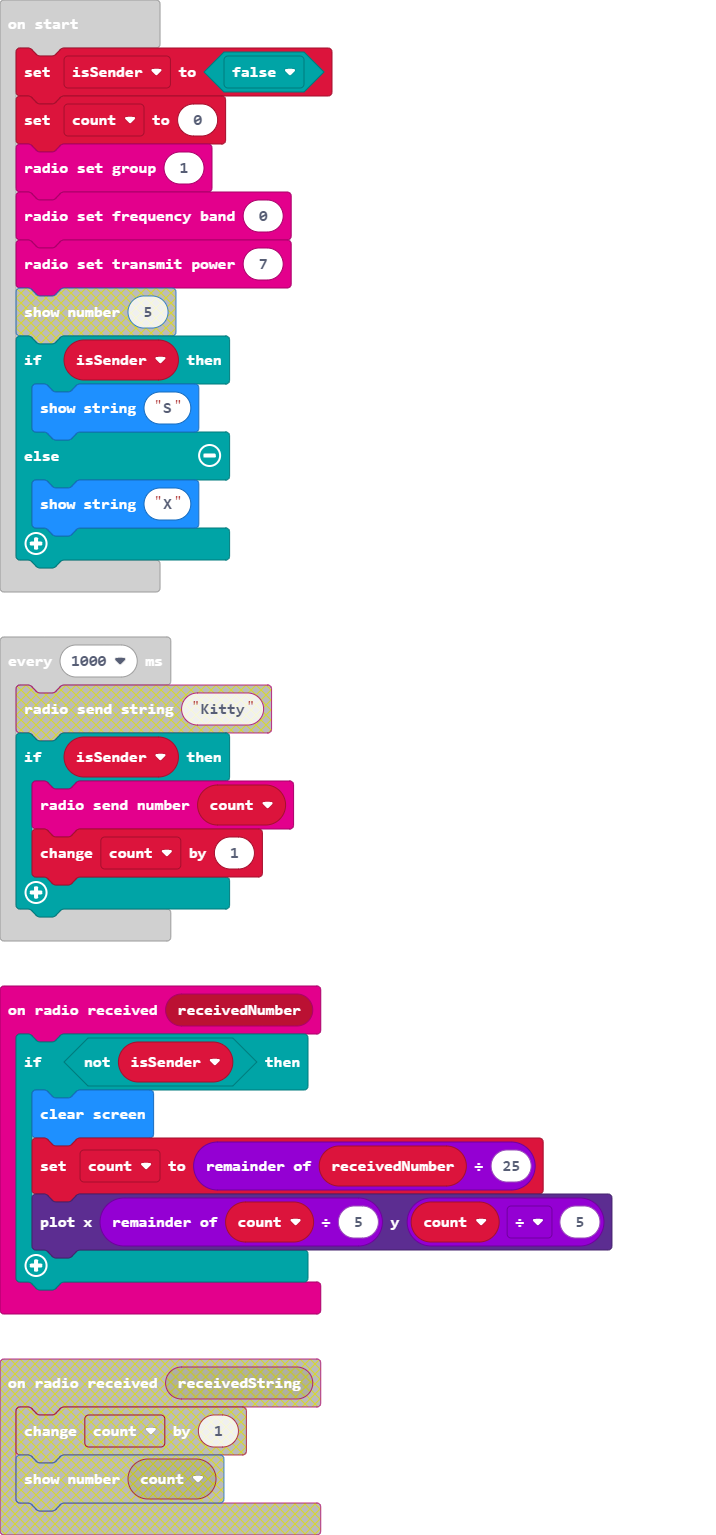 on start
set isSender to false
set count to 0
radio set group 1
radio set frequency band 0
radio set transmit power 7
show number 5
if isSender then
show string "S"
else
show string "X"
every 1000 ms
radio send string "Kitty"
if isSender then
radio send number count
change count by 1
on radio received receivedNumber
if not isSender then
clear screen
set count to remainder of receivedNumber ÷ 25
plot x remainder of count ÷ 5 y count ÷ 5
on radio received receivedString
change count by 1
show number count